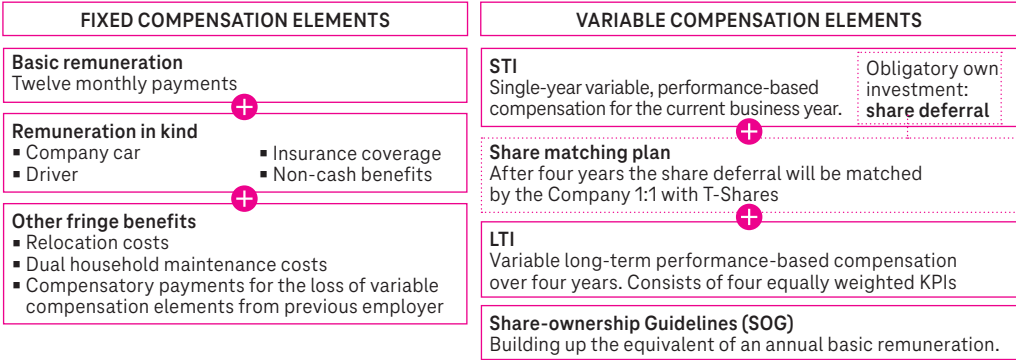 FIXED COMPENSATION ELEMENTS
Basic remuneration
Twelve monthly payments
+
Remuneration in kind
▪ Company car
▪ Driver
▪ Insurance coverage
▪ Non-cash benefits
+
Other fringe benefits
▪ Relocation costs
▪ Dual household maintenance costs
▪ Compensatory payments for the loss of variable
compensation elements from previous employer
VARIABLE COMPENSATION ELEMENTS
STI
Single-year variable, performance-based
compensation for the current business year.
Obligatory own
investment:
share deferral
+
Share matching plan
After four years the share deferral will be matched
by the Company 1:1 with T-Shares
+
LTI
Variable long-term performance-based compensation
over four years. Consists of four equally weighted KPIs
Share-ownership Guidelines (SOG)
Building up the equivalent of an annual basic remuneration.